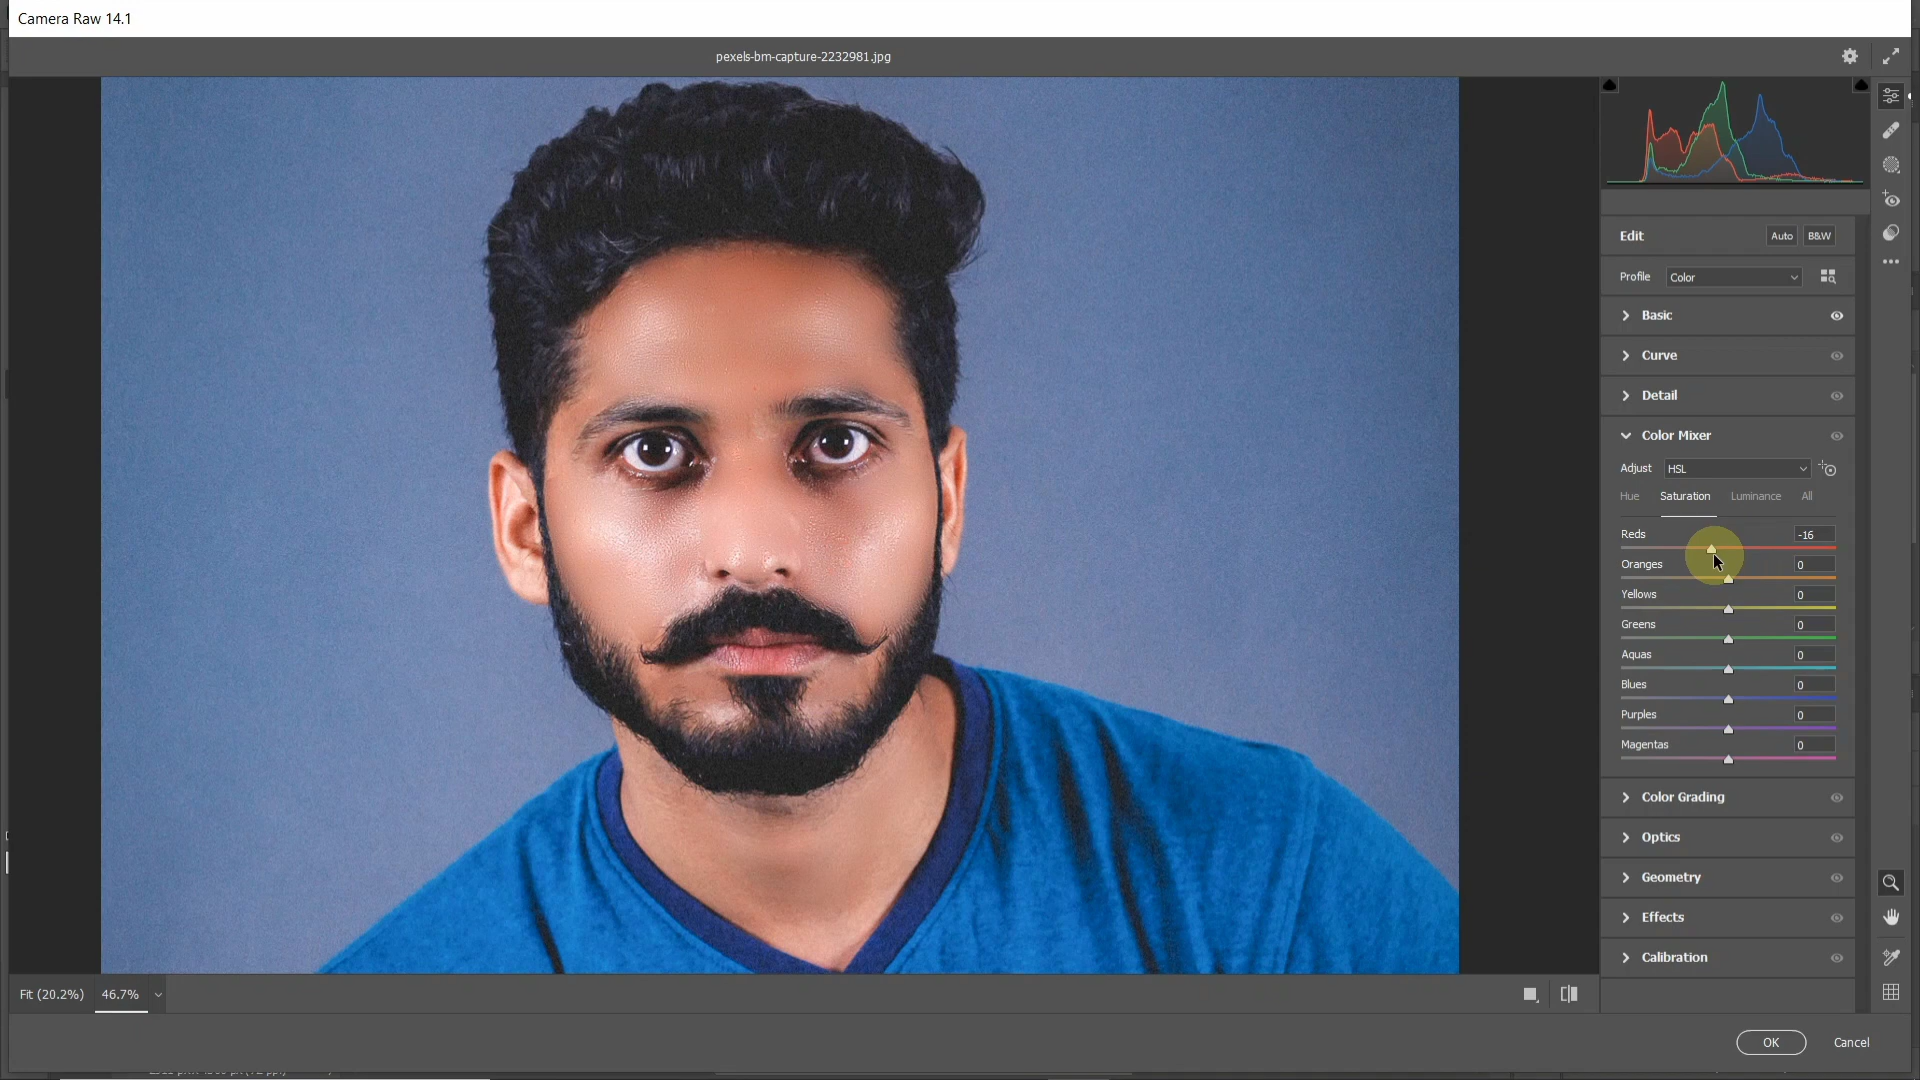 Camera Raw 14.1
pexels-bm-capture-2232981.jpg
Edit
Auto
B&W
Profile
Color
Basic
Curve
Detail
Color Mixer
Adjust
HSL
Hue
Saturation
Luminance
All
Reds
-16
Oranges
0
Yellows
0
Greens
0
Aquas
0
Blues
0
Purples
0
Magentas
0
Color Grading
Optics
Geometry
Effects
Calibration
Fit (20.2%)
46.7%
OK
Cancel